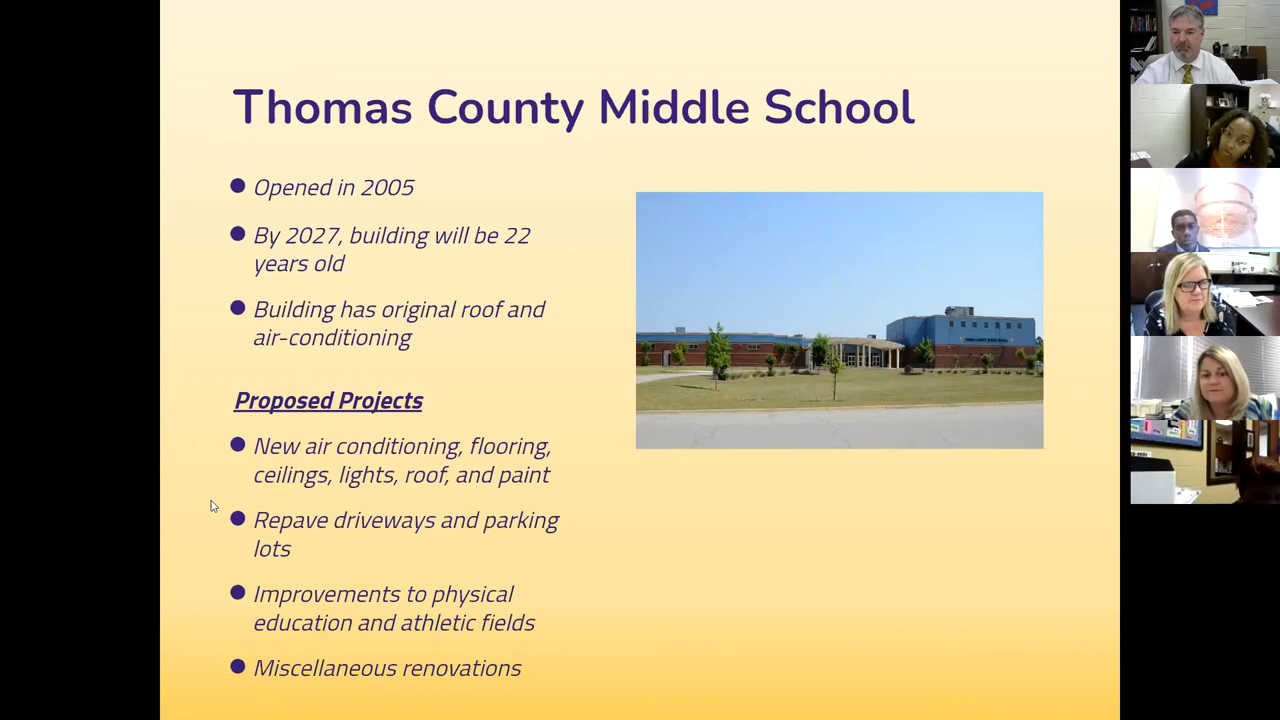 Thomas County Middle School
Opened in 2005
By 2027, building will be 22
years old
Building has original roof and
air-conditioning
Proposed Projects
New air conditioning, flooring,
ceilings, lights, roof, and paint
Repave driveways and parking
lots
Improvements to physical
education and athletic fields
Miscellaneous renovations